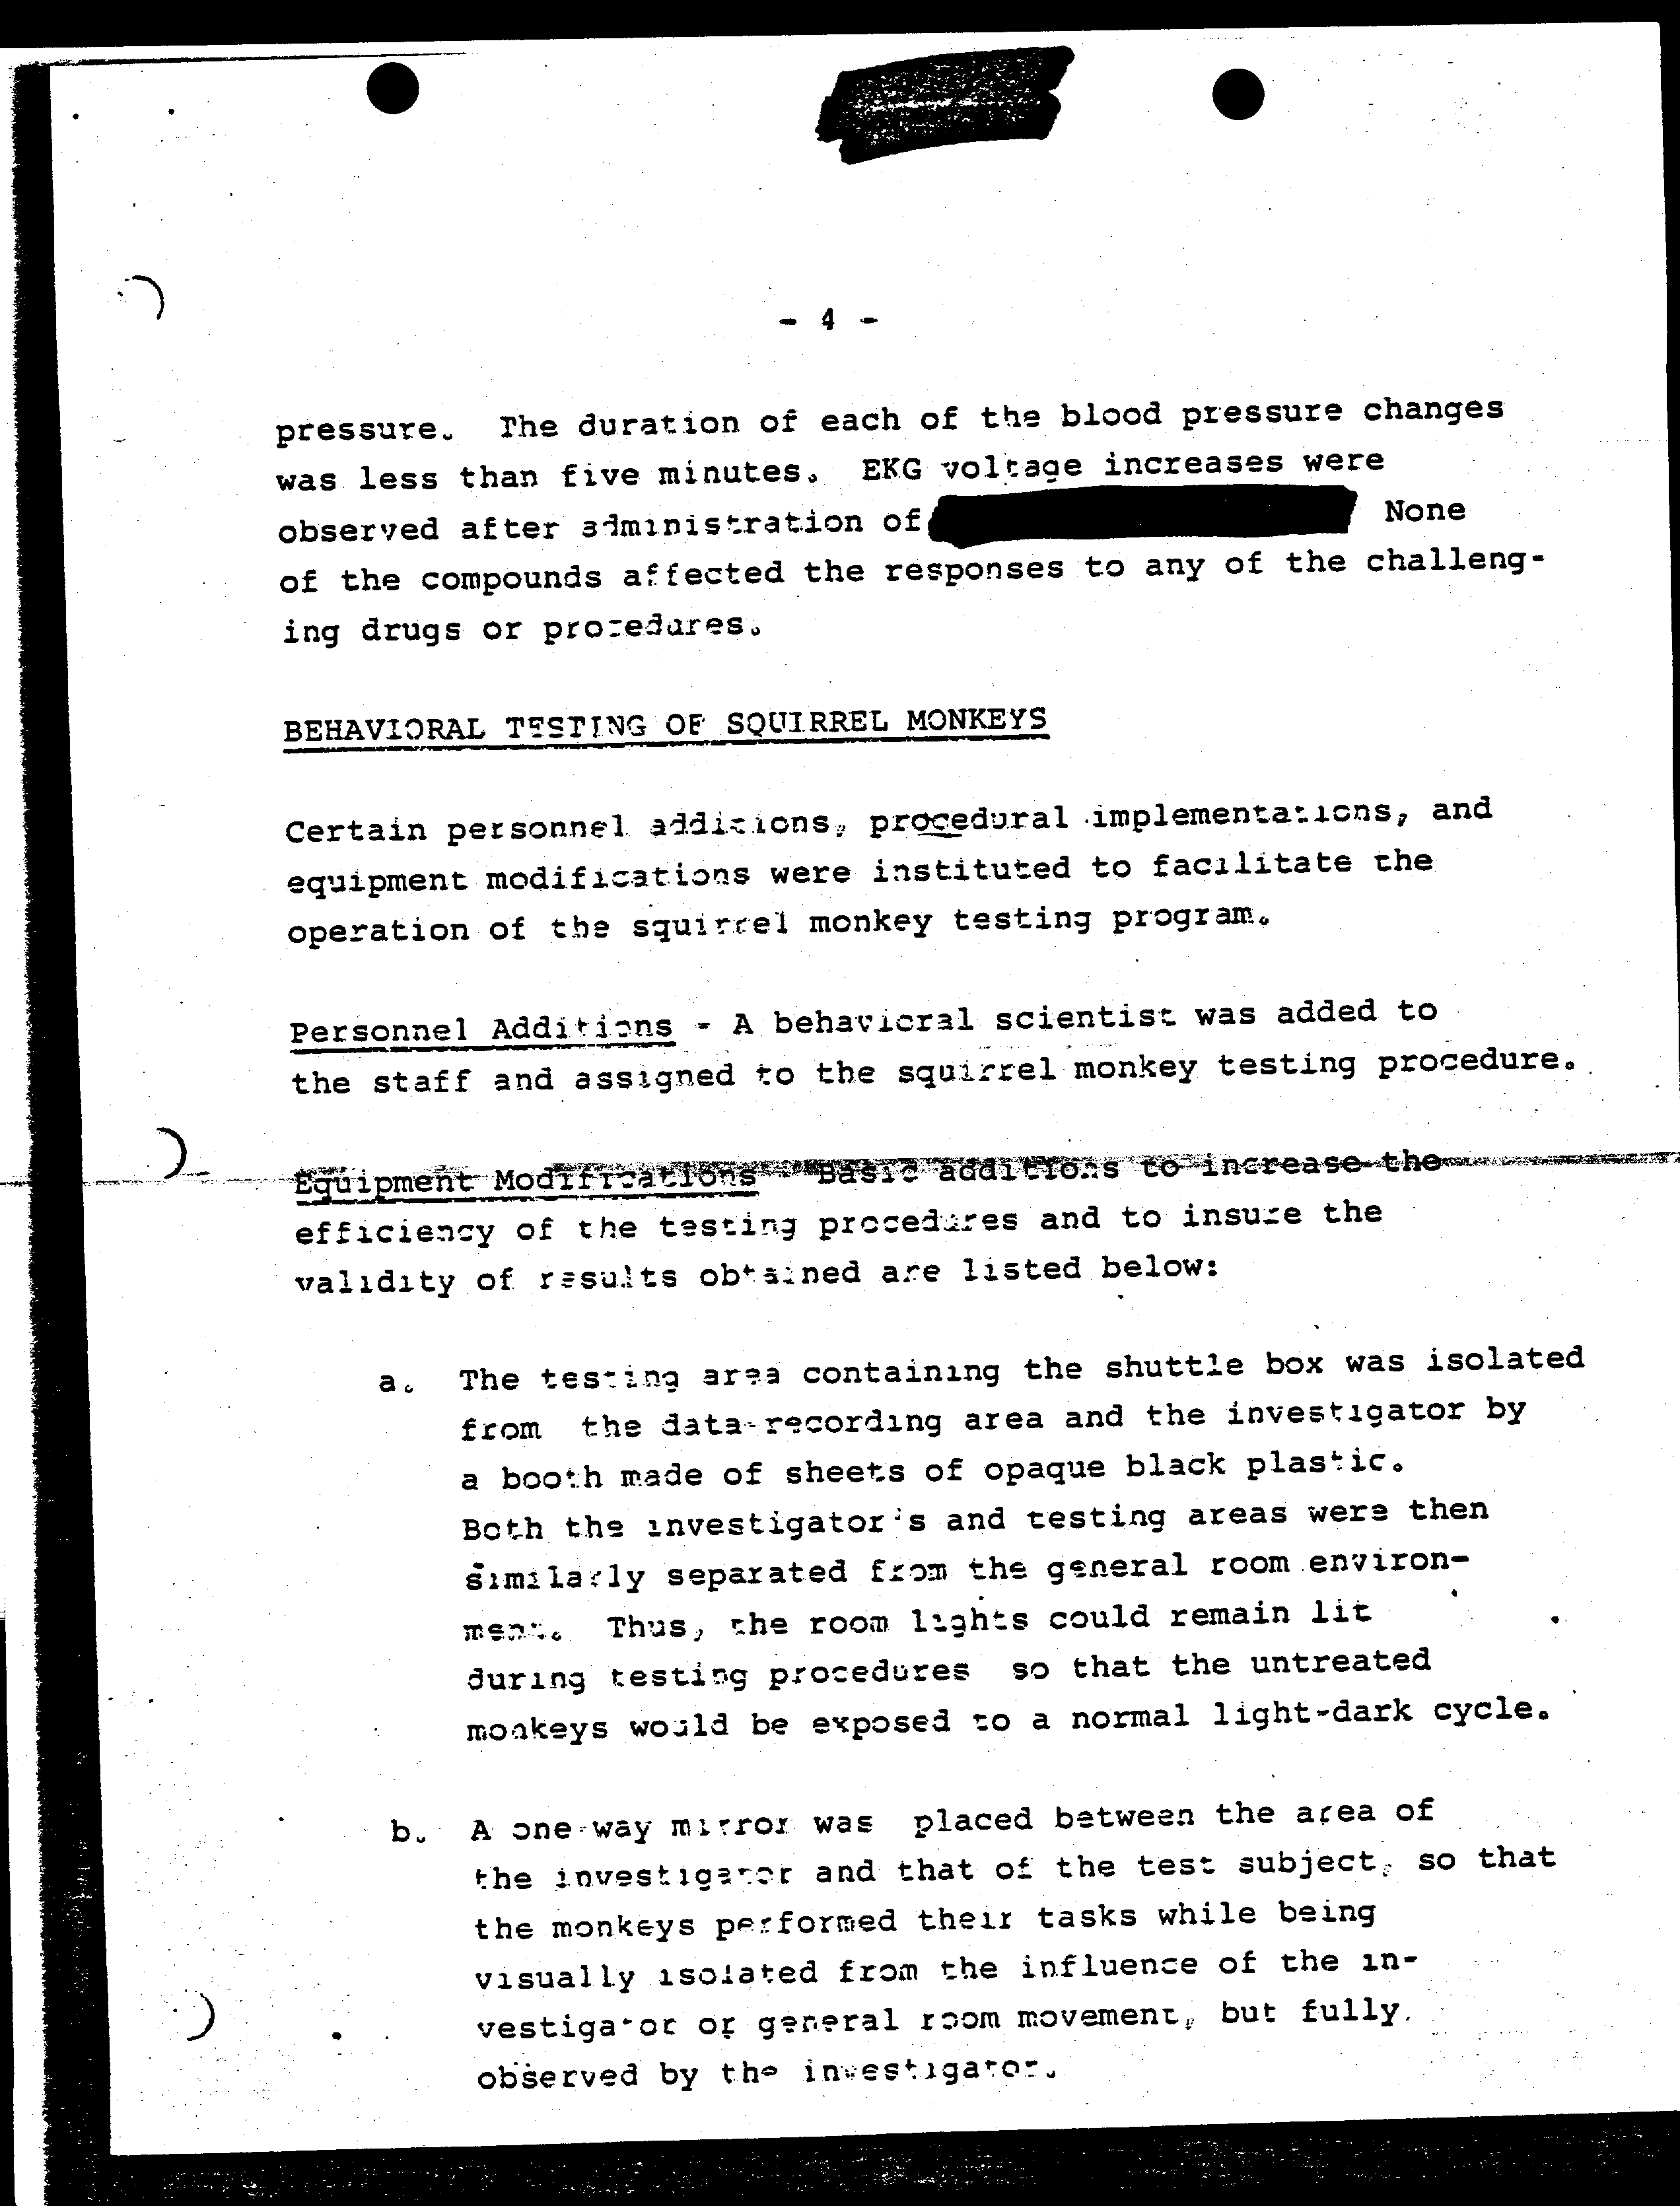 - 4 -
pressure. The duration of each of the blood pressure changes
was less than five minutes. EKG voltage increases were
observed after administration of None
of the compounds affected the responses to any of the challeng-
ing drugs or procedures.
BEHAVIORAL TESTING OF SQUIRREL MONKEYS
Certain personnel additions, procedural implementations, and
equipment modifications were instituted to facilitate the
operation of the squirrel monkey testing program.
Personnel Additions - A behavioral scientist was added to
the staff and assigned to the squirrel monkey testing procedure.
Equipment Modifications - Basic additions to increase the
efficiency of the testing procedures and to insure the
validity of results obtained are listed below:
a. The testing area containing the shuttle box was isolated
from the data-recording area and the investigator by
a booth made of sheets of opaque black plastic.
Both the investigator's and testing areas were then
similarly separated from the general room environ-
ment. Thus, the room lights could remain lit
during testing procedures so that the untreated
monkeys would be exposed to a normal light-dark cycle.
b. A one-way mirror was placed between the area of
the investigator and that of the test subject, so that
the monkeys performed their tasks while being
visually isolated from the influence of the in-
vestigator or general room movement, but fully
observed by the investigator.